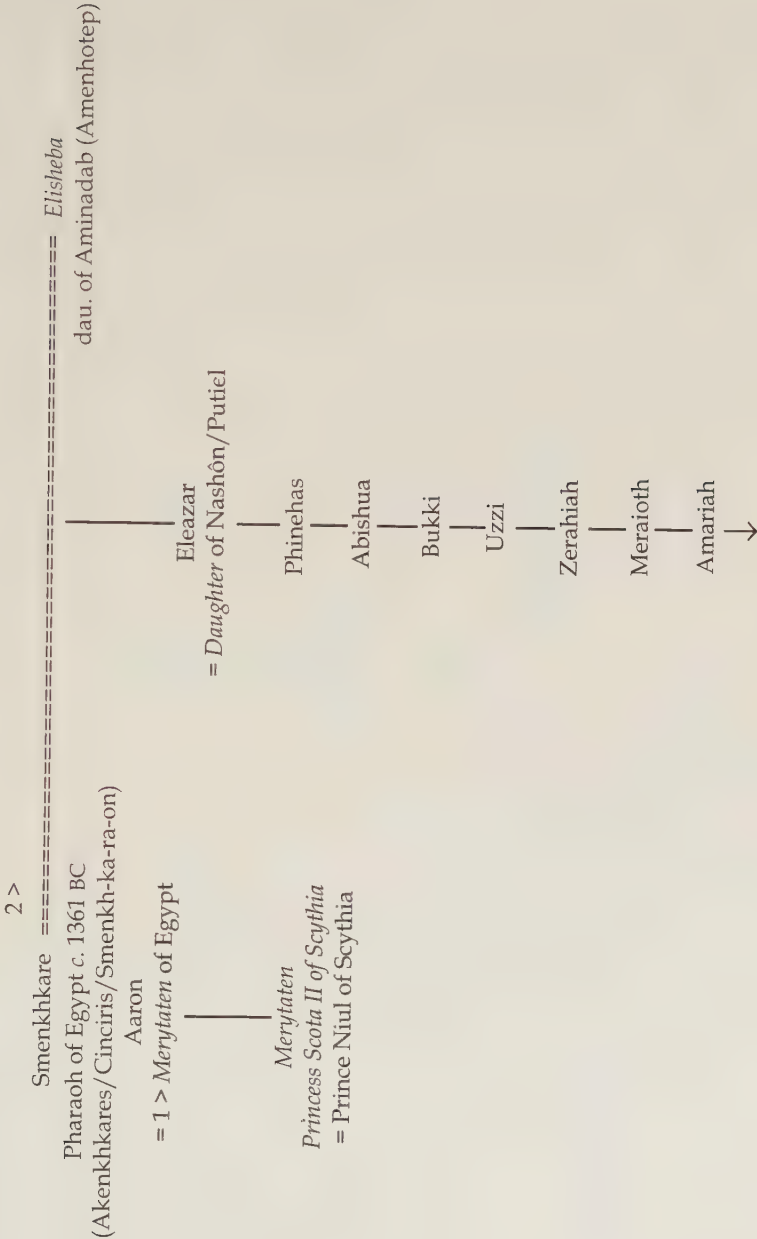 2 >
Smenkhkare ================================== Elisheba
Pharaoh of Egypt c. 1361 BC
dau. of Aminadab (Amenhotep)
(Akenkhkares/Cinciris/Smenkh-ka-ra-on)
Aaron
= 1 > Merytaten of Egypt
Merytaten
Princess Scota II of Scythia
= Prince Niul of Scythia
Eleazar
= Daughter of Nashôn/Putiel
Phinehas
Abishua
Bukki
Uzzi
Zerahiah
Meraioth
Amariah